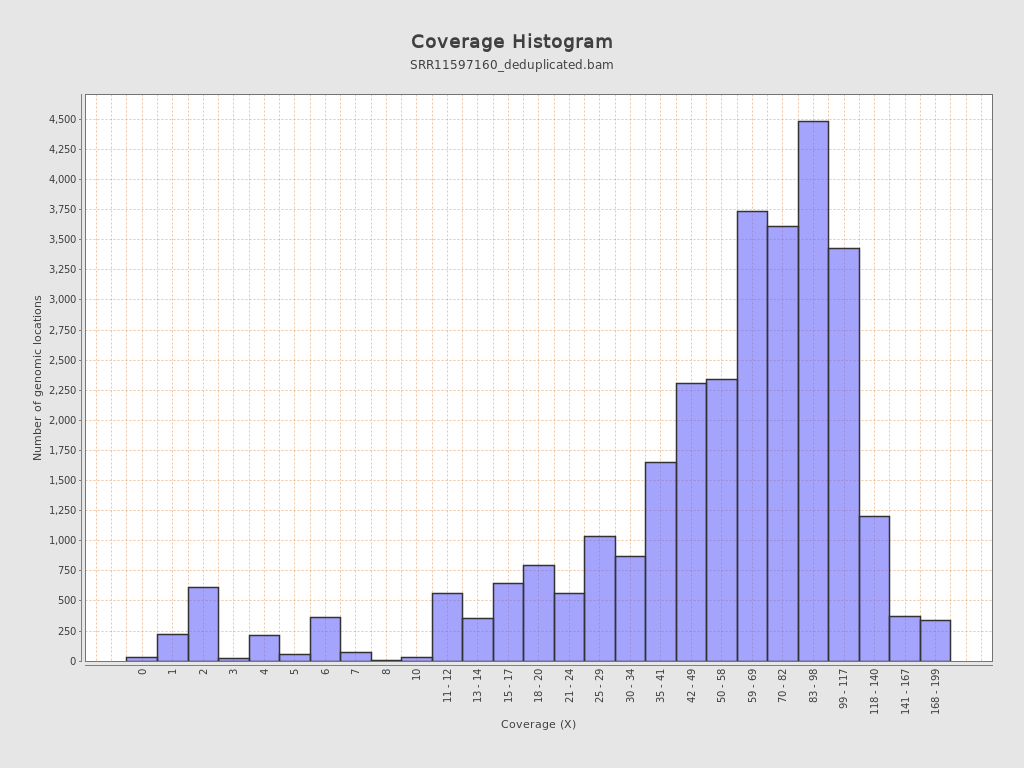 Coverage Histogram
SRR11597160_deduplicated.bam
Number of genomic locations
4,500
4,250
4,000
3,750
3,500
3,250
3,000
2,750
2,500
2,250
2,000
1,750
1,500
1,250
1,000
750
500
250
0
0
1
2
3
4
5
6
7
8
10
11 - 12
13 - 14
15 - 17
18 - 20
21 - 24
25 - 29
30 - 34
35 - 41
42 - 49
50 - 58
59 - 69
70 - 82
83 - 98
99 - 117
118 - 140
141 - 167
168 - 199
Coverage (X)